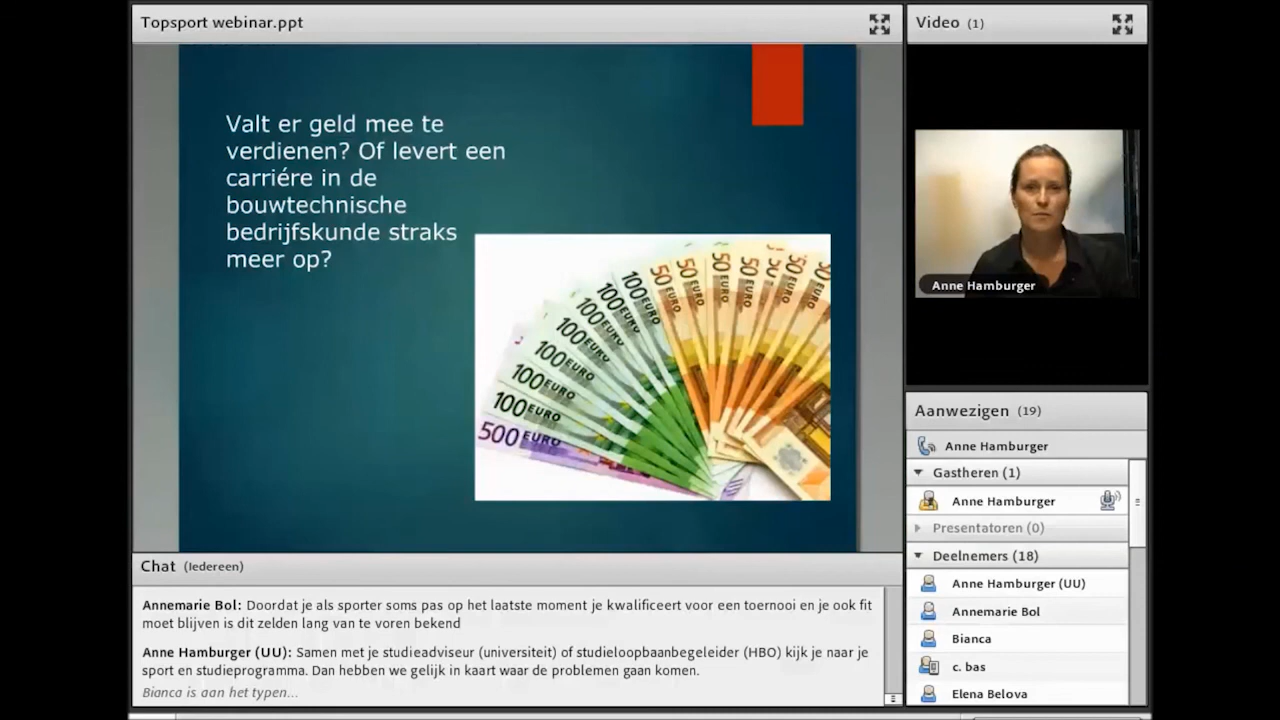 Topsport webinar.ppt
Valt er geld mee te
verdienen? Of levert een
carriére in de
bouwtechnische
bedrijfskunde straks
meer op?
500 EURO
100 EURO
100 EURO
100 EURO
100 EURO
100 EURO
100 EURO
100 EURO
50 EURO
50 EURO
50 EURO
50 EURO
50 EURO
50 EURO
Chat (Iedereen)
Annemarie Bol: Doordat je als sporter soms pas op het laatste moment je kwalificeert voor een toernooi en je ook fit
moet blijven is dit zelden lang van te voren bekend
Anne Hamburger (UU): Samen met je studieadviseur (universiteit) of studieloopbaanbegeleider (HBO) kijk je naar je
sport en studieprogramma. Dan hebben we gelijk in kaart waar de problemen gaan komen.
Bianca is aan het typen...
Video (1)
Anne Hamburger
Aanwezigen (19)
Anne Hamburger
Gastheren (1)
Anne Hamburger
Presentatoren (0)
Deelnemers (18)
Anne Hamburger (UU)
Annemarie Bol
Bianca
c. bas
Elena Belova